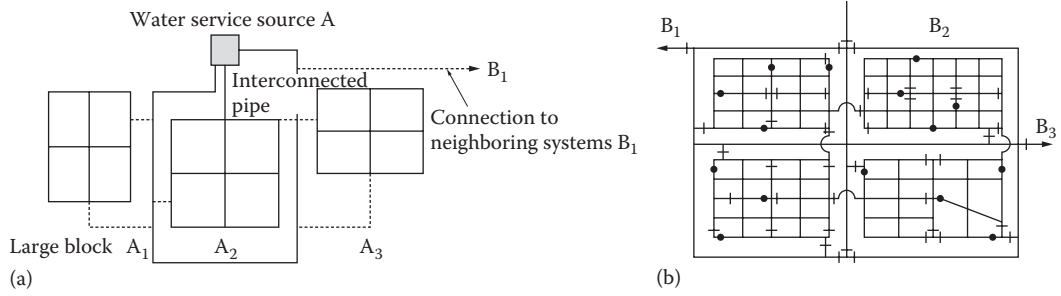 Water service source A
B1
Interconnected
pipe
Connection to
neighboring systems B1
Large block
A1
A2
A3
(a)
B1
B2
B3
(b)